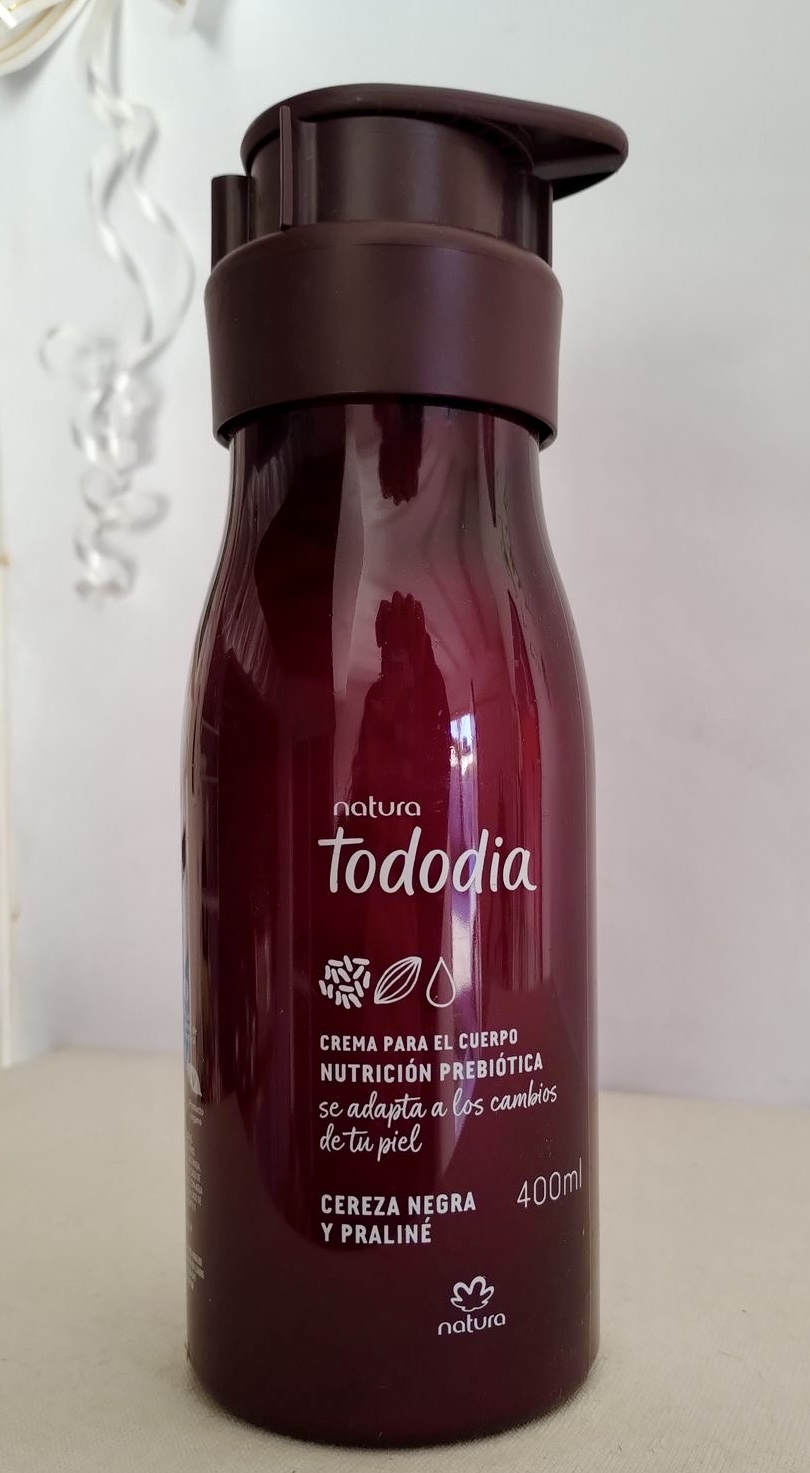 natura
tododia
CREMA PARA EL CUERPO
NUTRICIÓN PREBIÓTICA
se adapta a los cambios
de tu piel
400ml
CEREZA NEGRA
Y PRALINÉ
natura